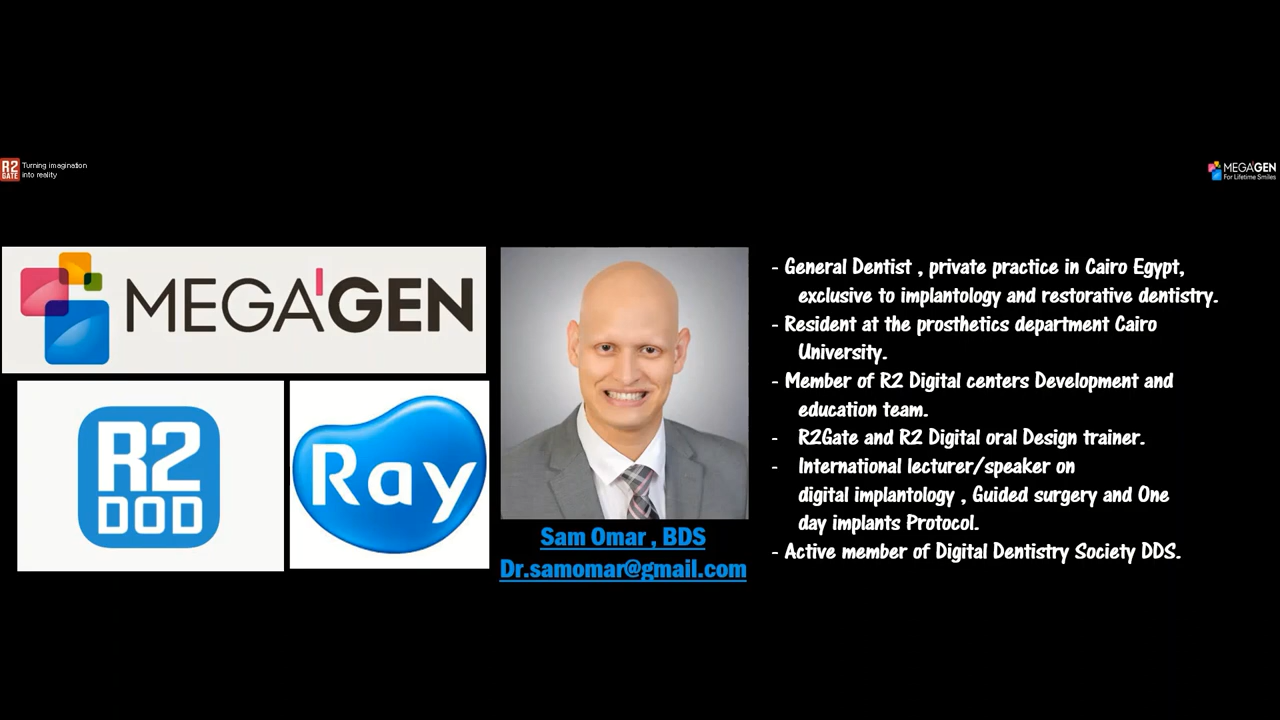 R2
GATE
Turning imagination
into reality
MEGA'GEN
For Lifetime Smiles
MEGA'GEN
R2
DOD
Ray
Sam Omar , BDS
Dr.samomar@gmail.com
- General Dentist , private practice in Cairo Egypt,
exclusive to implantology and restorative dentistry.
- Resident at the prosthetics department Cairo
University.
- Member of R2 Digital centers Development and
education team.
- R2Gate and R2 Digital oral Design trainer.
- International lecturer/speaker on
digital implantology , Guided surgery and One
day implants Protocol.
- Active member of Digital Dentistry Society DDS.